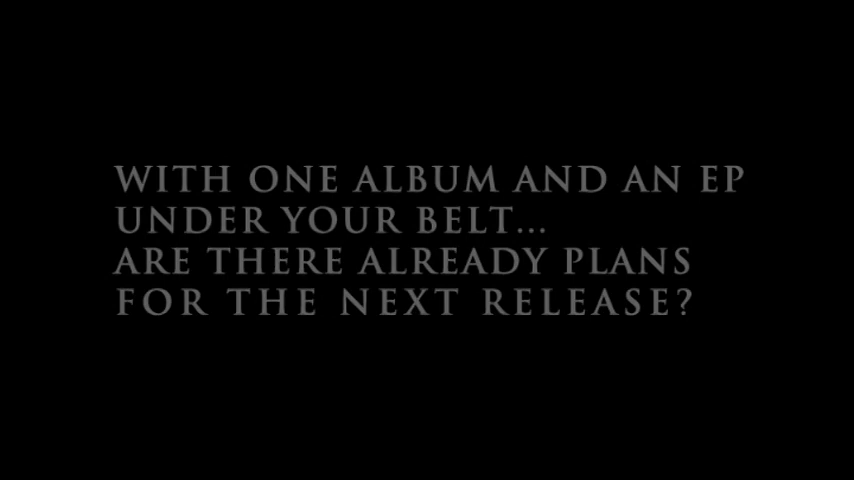 WITH ONE ALBUM AND AN EP
UNDER YOUR BELT...
ARE THERE ALREADY PLANS
FOR THE NEXT RELEASE?